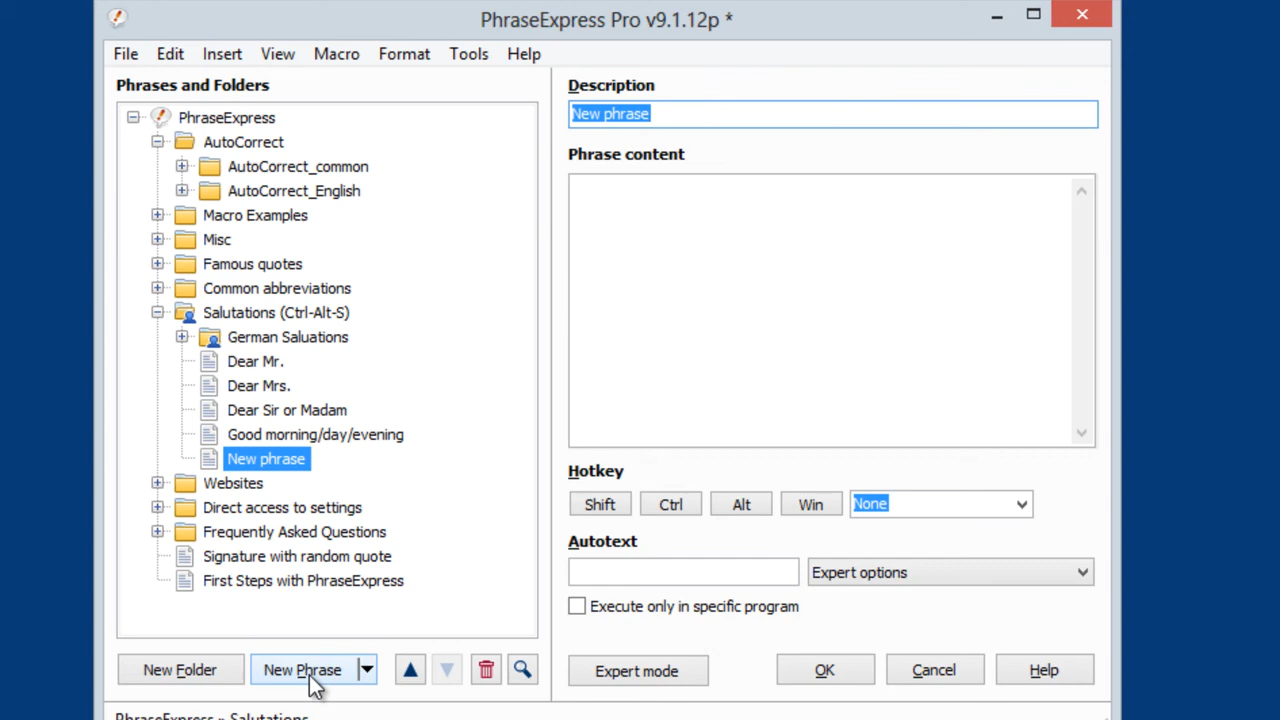 PhraseExpress Pro v9.1.12p *
File Edit Insert View Macro Format Tools Help
Phrases and Folders
PhraseExpress
AutoCorrect
AutoCorrect_common
AutoCorrect_English
Macro Examples
Misc
Famous quotes
Common abbreviations
Salutations (Ctrl-Alt-S)
German Saluations
Dear Mr.
Dear Mrs.
Dear Sir or Madam
Good morning/day/evening
New phrase
Websites
Direct access to settings
Frequently Asked Questions
Signature with random quote
First Steps with PhraseExpress
New Folder New Phrase
Description
New phrase
Phrase content
Hotkey
Shift Ctrl Alt Win None
Autotext
Expert options
Execute only in specific program
Expert mode OK Cancel Help
PhraseExpress » Salutations